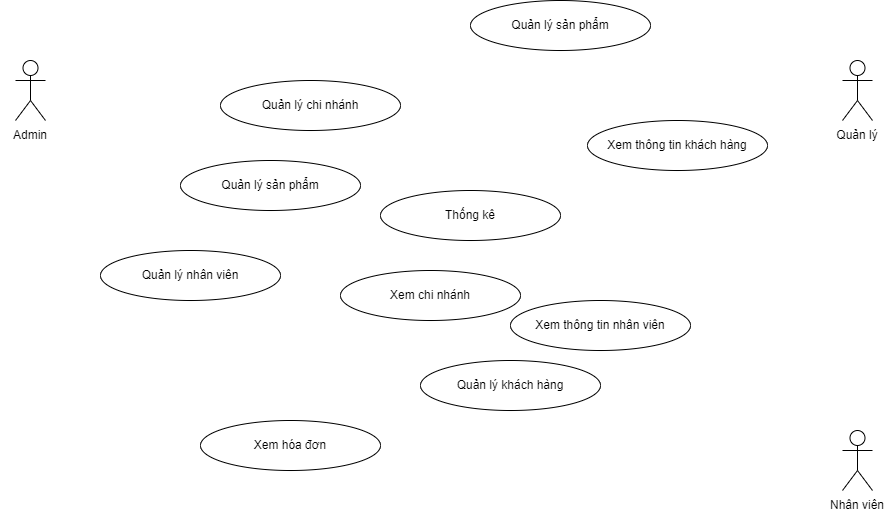 Quản lý sản phẩm
Quản lý chi nhánh
Admin
Quản lý
Xem thông tin khách hàng
Quản lý sản phẩm
Thống kê
Quản lý nhân viên
Xem chi nhánh
Xem thông tin nhân viên
Quản lý khách hàng
Xem hóa đơn
Nhân viên